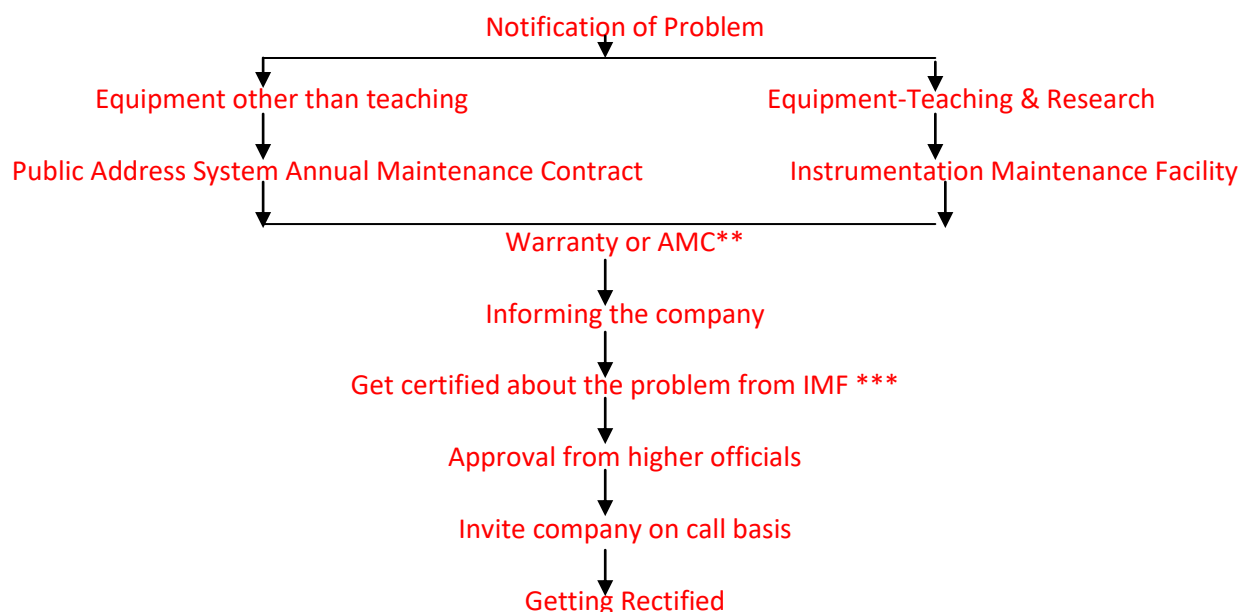 Notification of Problem
Equipment other than teaching
Equipment-Teaching & Research
Public Address System Annual Maintenance Contract
Instrumentation Maintenance Facility
Warranty or AMC**
Informing the company
Get certified about the problem from IMF ***
Approval from higher officials
Invite company on call basis
Getting Rectified